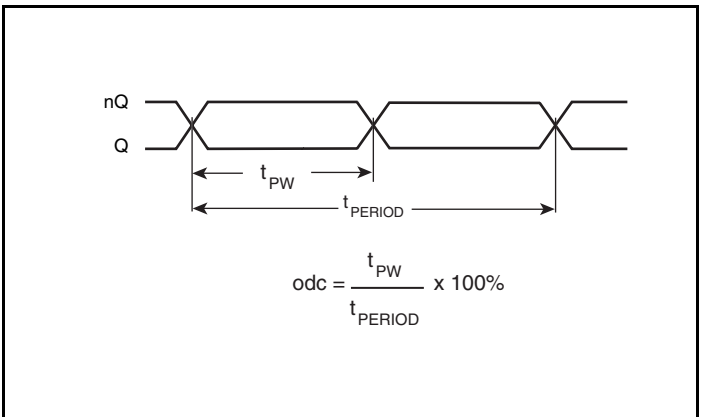 nQ
Q
tPW
tPERIOD
odc = tPW / tPERIOD x 100%